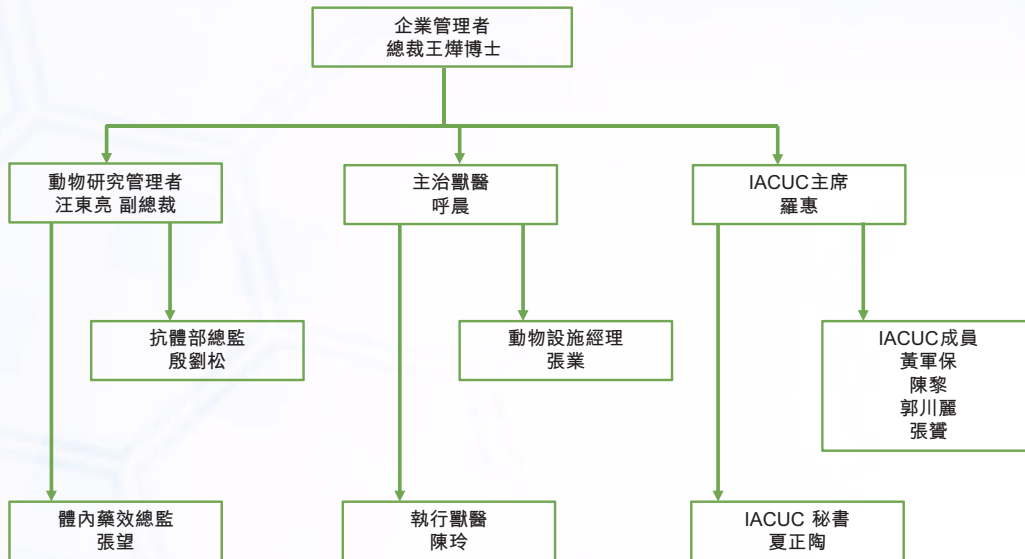 企業管理者
總裁王燁博士
動物研究管理者
汪東亮 副總裁
主治獸醫
呼晨
IACUC主席
羅惠
抗體部總監
殷劉松
動物設施經理
張業
IACUC成員
黃軍保
陳黎
郭川麗
張贇
體內藥效總監
張望
執行獸醫
陳玲
IACUC 秘書
夏正陶